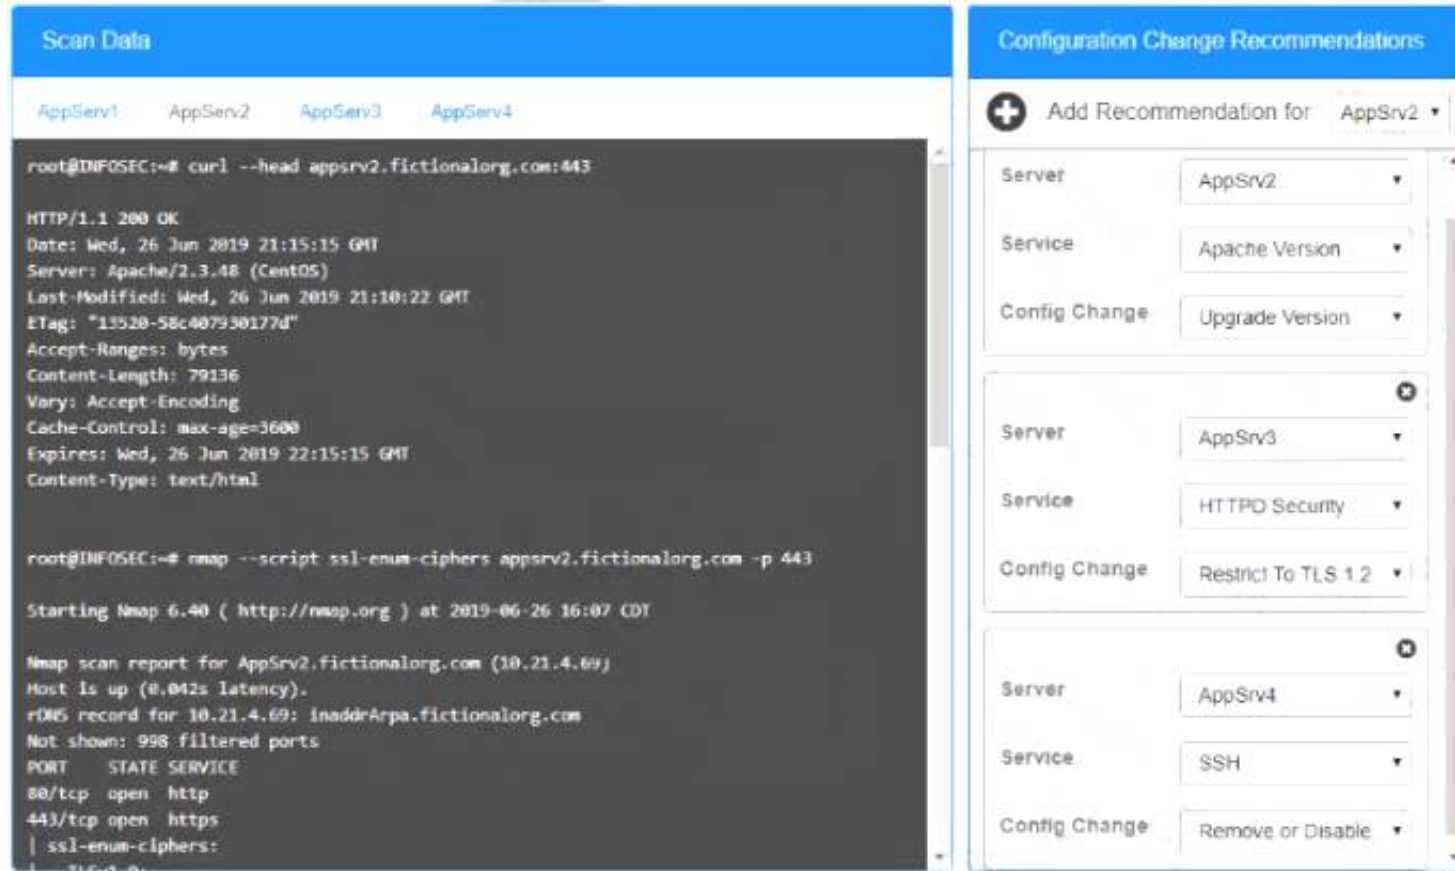 Scan Data
AppServ1 AppServ2 AppServ3 AppServ4
root@INFOSEC:~# curl --head appsrv2.fictionalorg.com:443
HTTP/1.1 200 OK
Date: Wed, 26 Jun 2019 21:15:15 GMT
Server: Apache/2.3.48 (CentOS)
Last-Modified: Wed, 26 Jun 2019 21:10:22 GMT
ETag: "13520-58c407930177d"
Accept-Ranges: bytes
Content-Length: 79136
Vary: Accept-Encoding
Cache-Control: max-age=3600
Expires: Wed, 26 Jun 2019 22:15:15 GMT
Content-Type: text/html
root@INFOSEC:~# nmap --script ssl-enum-ciphers appsrv2.fictionalorg.com -p 443
Starting Nmap 6.40 ( http://nmap.org ) at 2019-06-26 16:07 CDT
Nmap scan report for AppSrv2.fictionalorg.com (10.21.4.69)
Host is up (0.042s latency).
rDNS record for 10.21.4.69: inaddrArpa.fictionalorg.com
Not shown: 998 filtered ports
PORT STATE SERVICE
80/tcp open http
443/tcp open https
| ssl-enum-ciphers:
Configuration Change Recommendations
Add Recommendation for AppSrv2
Server AppSrv2
Service Apache Version
Config Change Upgrade Version
Server AppSrv3
Service HTTPD Security
Config Change Restrict To TLS 1.2
Server AppSrv4
Service SSH
Config Change Remove or Disable